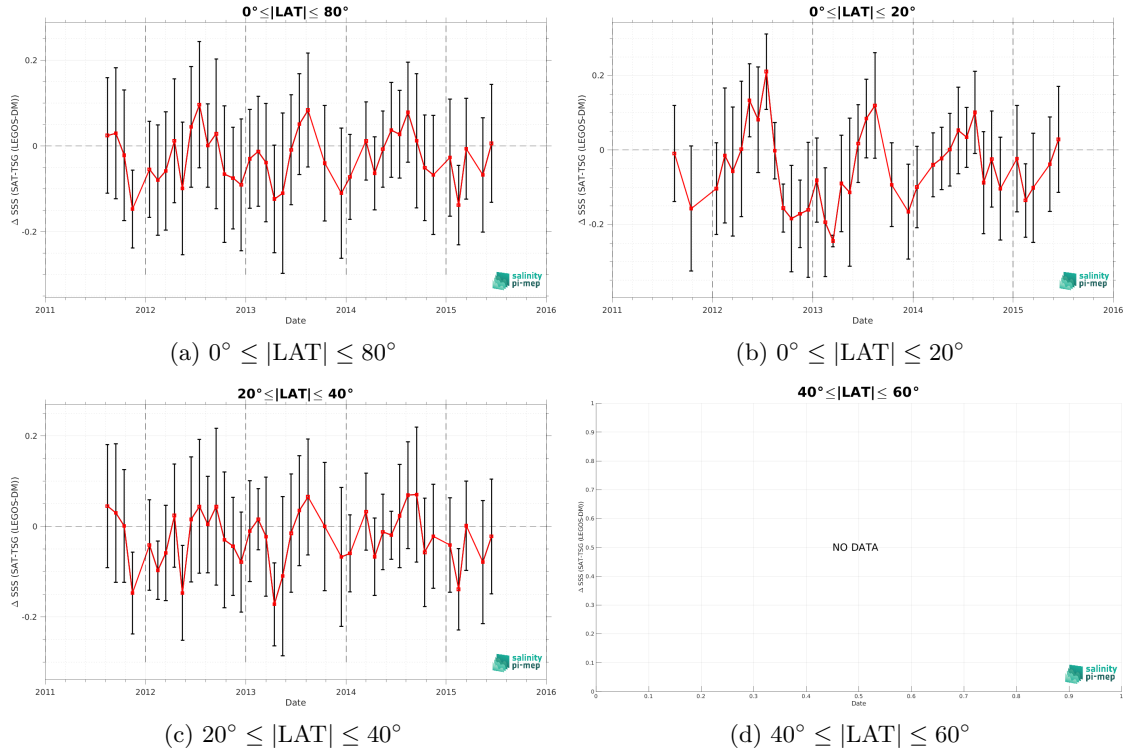 0°≤|LAT|≤ 80°
Δ SSS (SAT-TSG (LEGOS-DM))
0.2
0
-0.2
salinity
pi-mep
2011 2012 2013 2014 2015 2016
Date
(a) 0° ≤ |LAT| ≤ 80°
0°≤|LAT|≤ 20°
Δ SSS (SAT-TSG (LEGOS-DM))
0.2
0
-0.2
salinity
pi-mep
2011 2012 2013 2014 2015 2016
Date
(b) 0° ≤ |LAT| ≤ 20°
20°≤|LAT|≤ 40°
Δ SSS (SAT-TSG (LEGOS-DM))
0.2
0
-0.2
salinity
pi-mep
2011 2012 2013 2014 2015 2016
Date
(c) 20° ≤ |LAT| ≤ 40°
40°≤|LAT|≤ 60°
Δ SSS (SAT-TSG (LEGOS-DM))
1
0.9
0.8
0.7
0.6
0.5
0.4
0.3
0.2
0.1
0
NO DATA
salinity
pi-mep
0 0.1 0.2 0.3 0.4 0.5 0.6 0.7 0.8 0.9 1
Date
(d) 40° ≤ |LAT| ≤ 60°